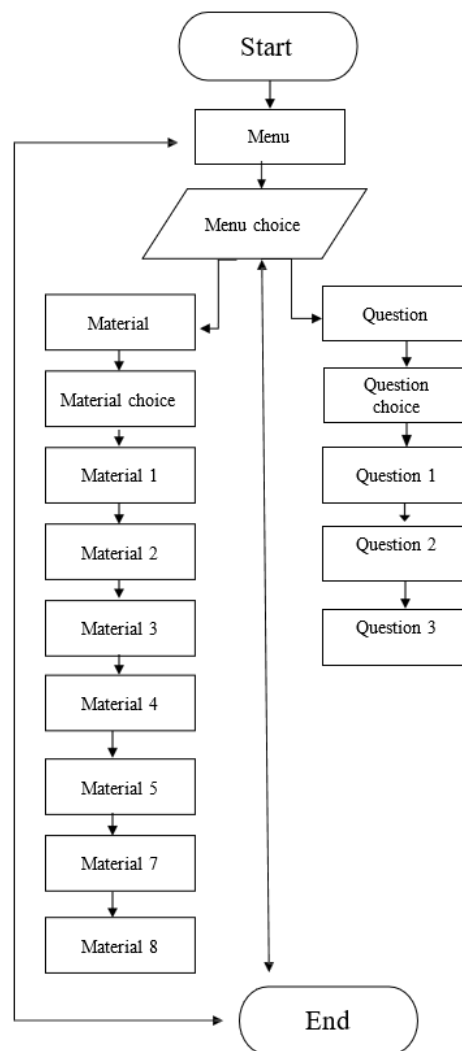 Start
Menu
Menu choice
Material
Material choice
Material 1
Material 2
Material 3
Material 4
Material 5
Material 7
Material 8
Question
Question
choice
Question 1
Question 2
Question 3
End